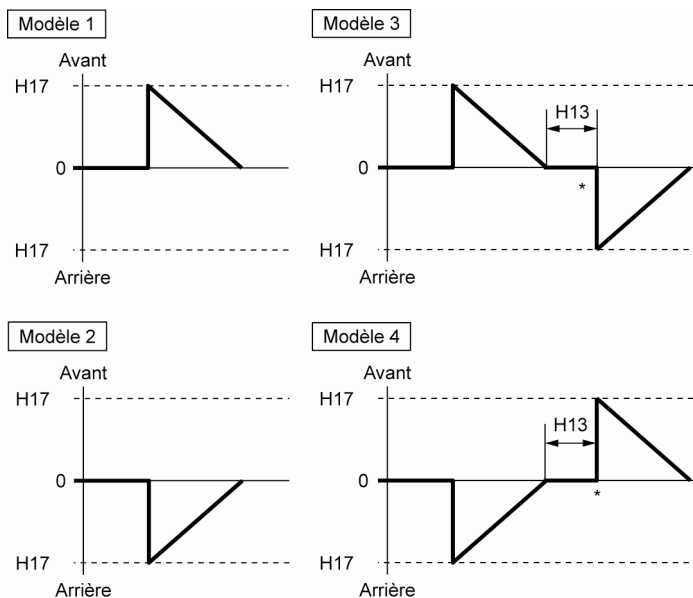 Modèle 1
Avant
H17
0
H17
Arrière
Modèle 3
Avant
H17
H13
0
*
H17
Arrière
Modèle 2
Avant
H17
0
H17
Arrière
Modèle 4
Avant
H17
H13
0
*
H17
Arrière